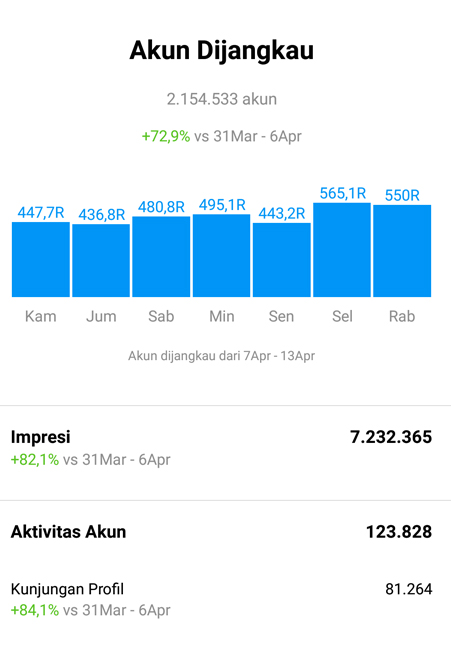 Akun Dijangkau
2.154.533 akun
+72,9% vs 31Mar - 6Apr
447,7R 436,8R 480,8R 495,1R 443,2R 565,1R 550R
Kam Jum Sab Min Sen Sel Rab
Akun dijangkau dari 7Apr - 13Apr
Impresi 7.232.365
+82,1% vs 31Mar - 6Apr
Aktivitas Akun 123.828
Kunjungan Profil 81.264
+84,1% vs 31Mar - 6Apr